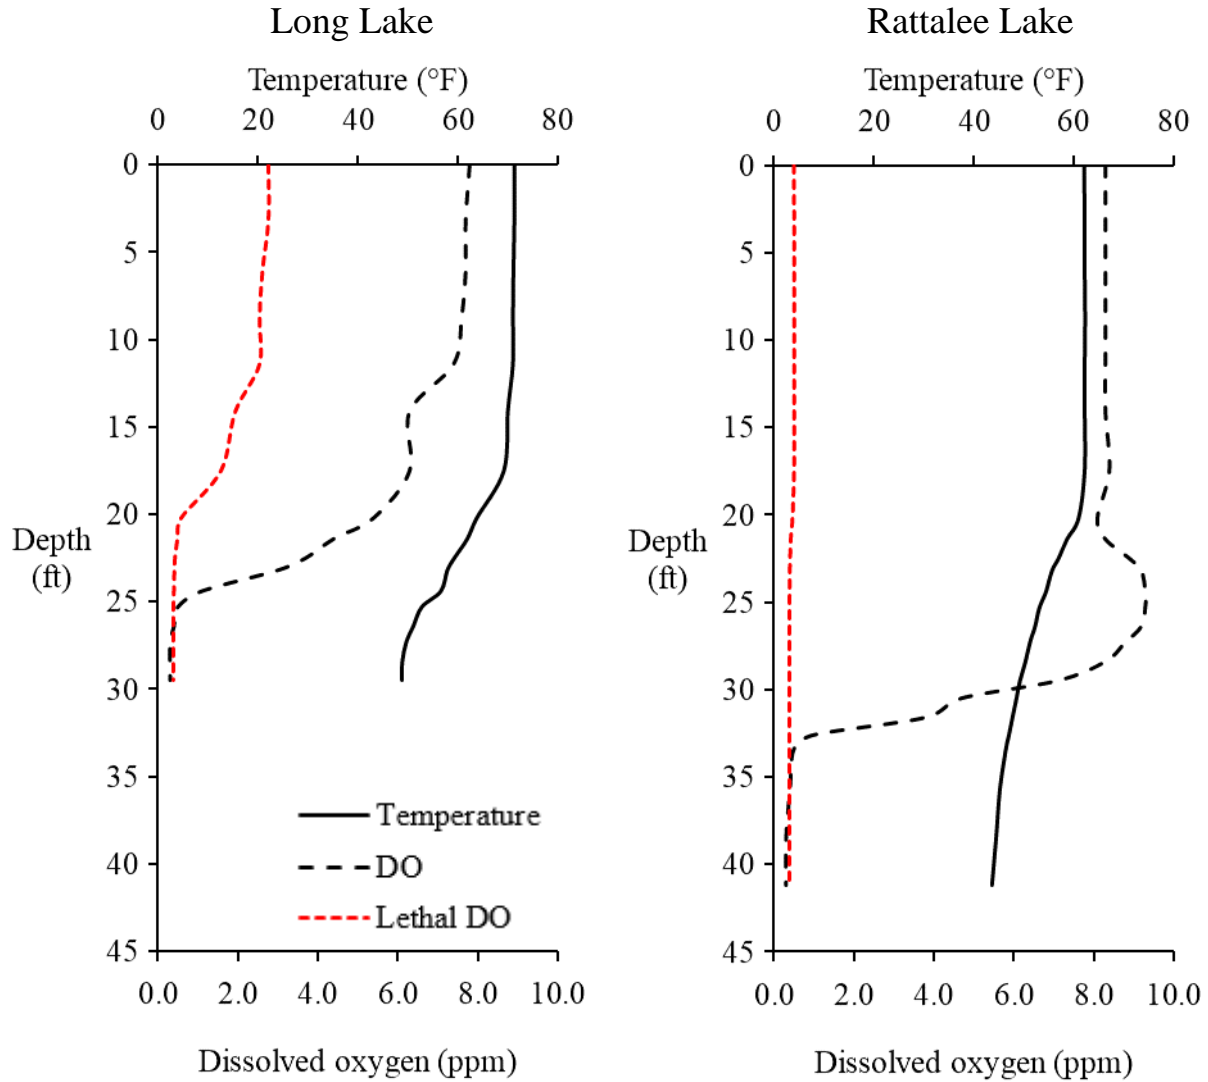 Long Lake
Temperature (°F)
0 20 40 60 80
0
5
10
15
20
25
30
35
40
45
Depth
(ft)
Temperature
DO
Lethal DO
0.0 2.0 4.0 6.0 8.0 10.0
Dissolved oxygen (ppm)
Rattalee Lake
Temperature (°F)
0 20 40 60 80
0
5
10
15
20
25
30
35
40
45
Depth
(ft)
0.0 2.0 4.0 6.0 8.0 10.0
Dissolved oxygen (ppm)